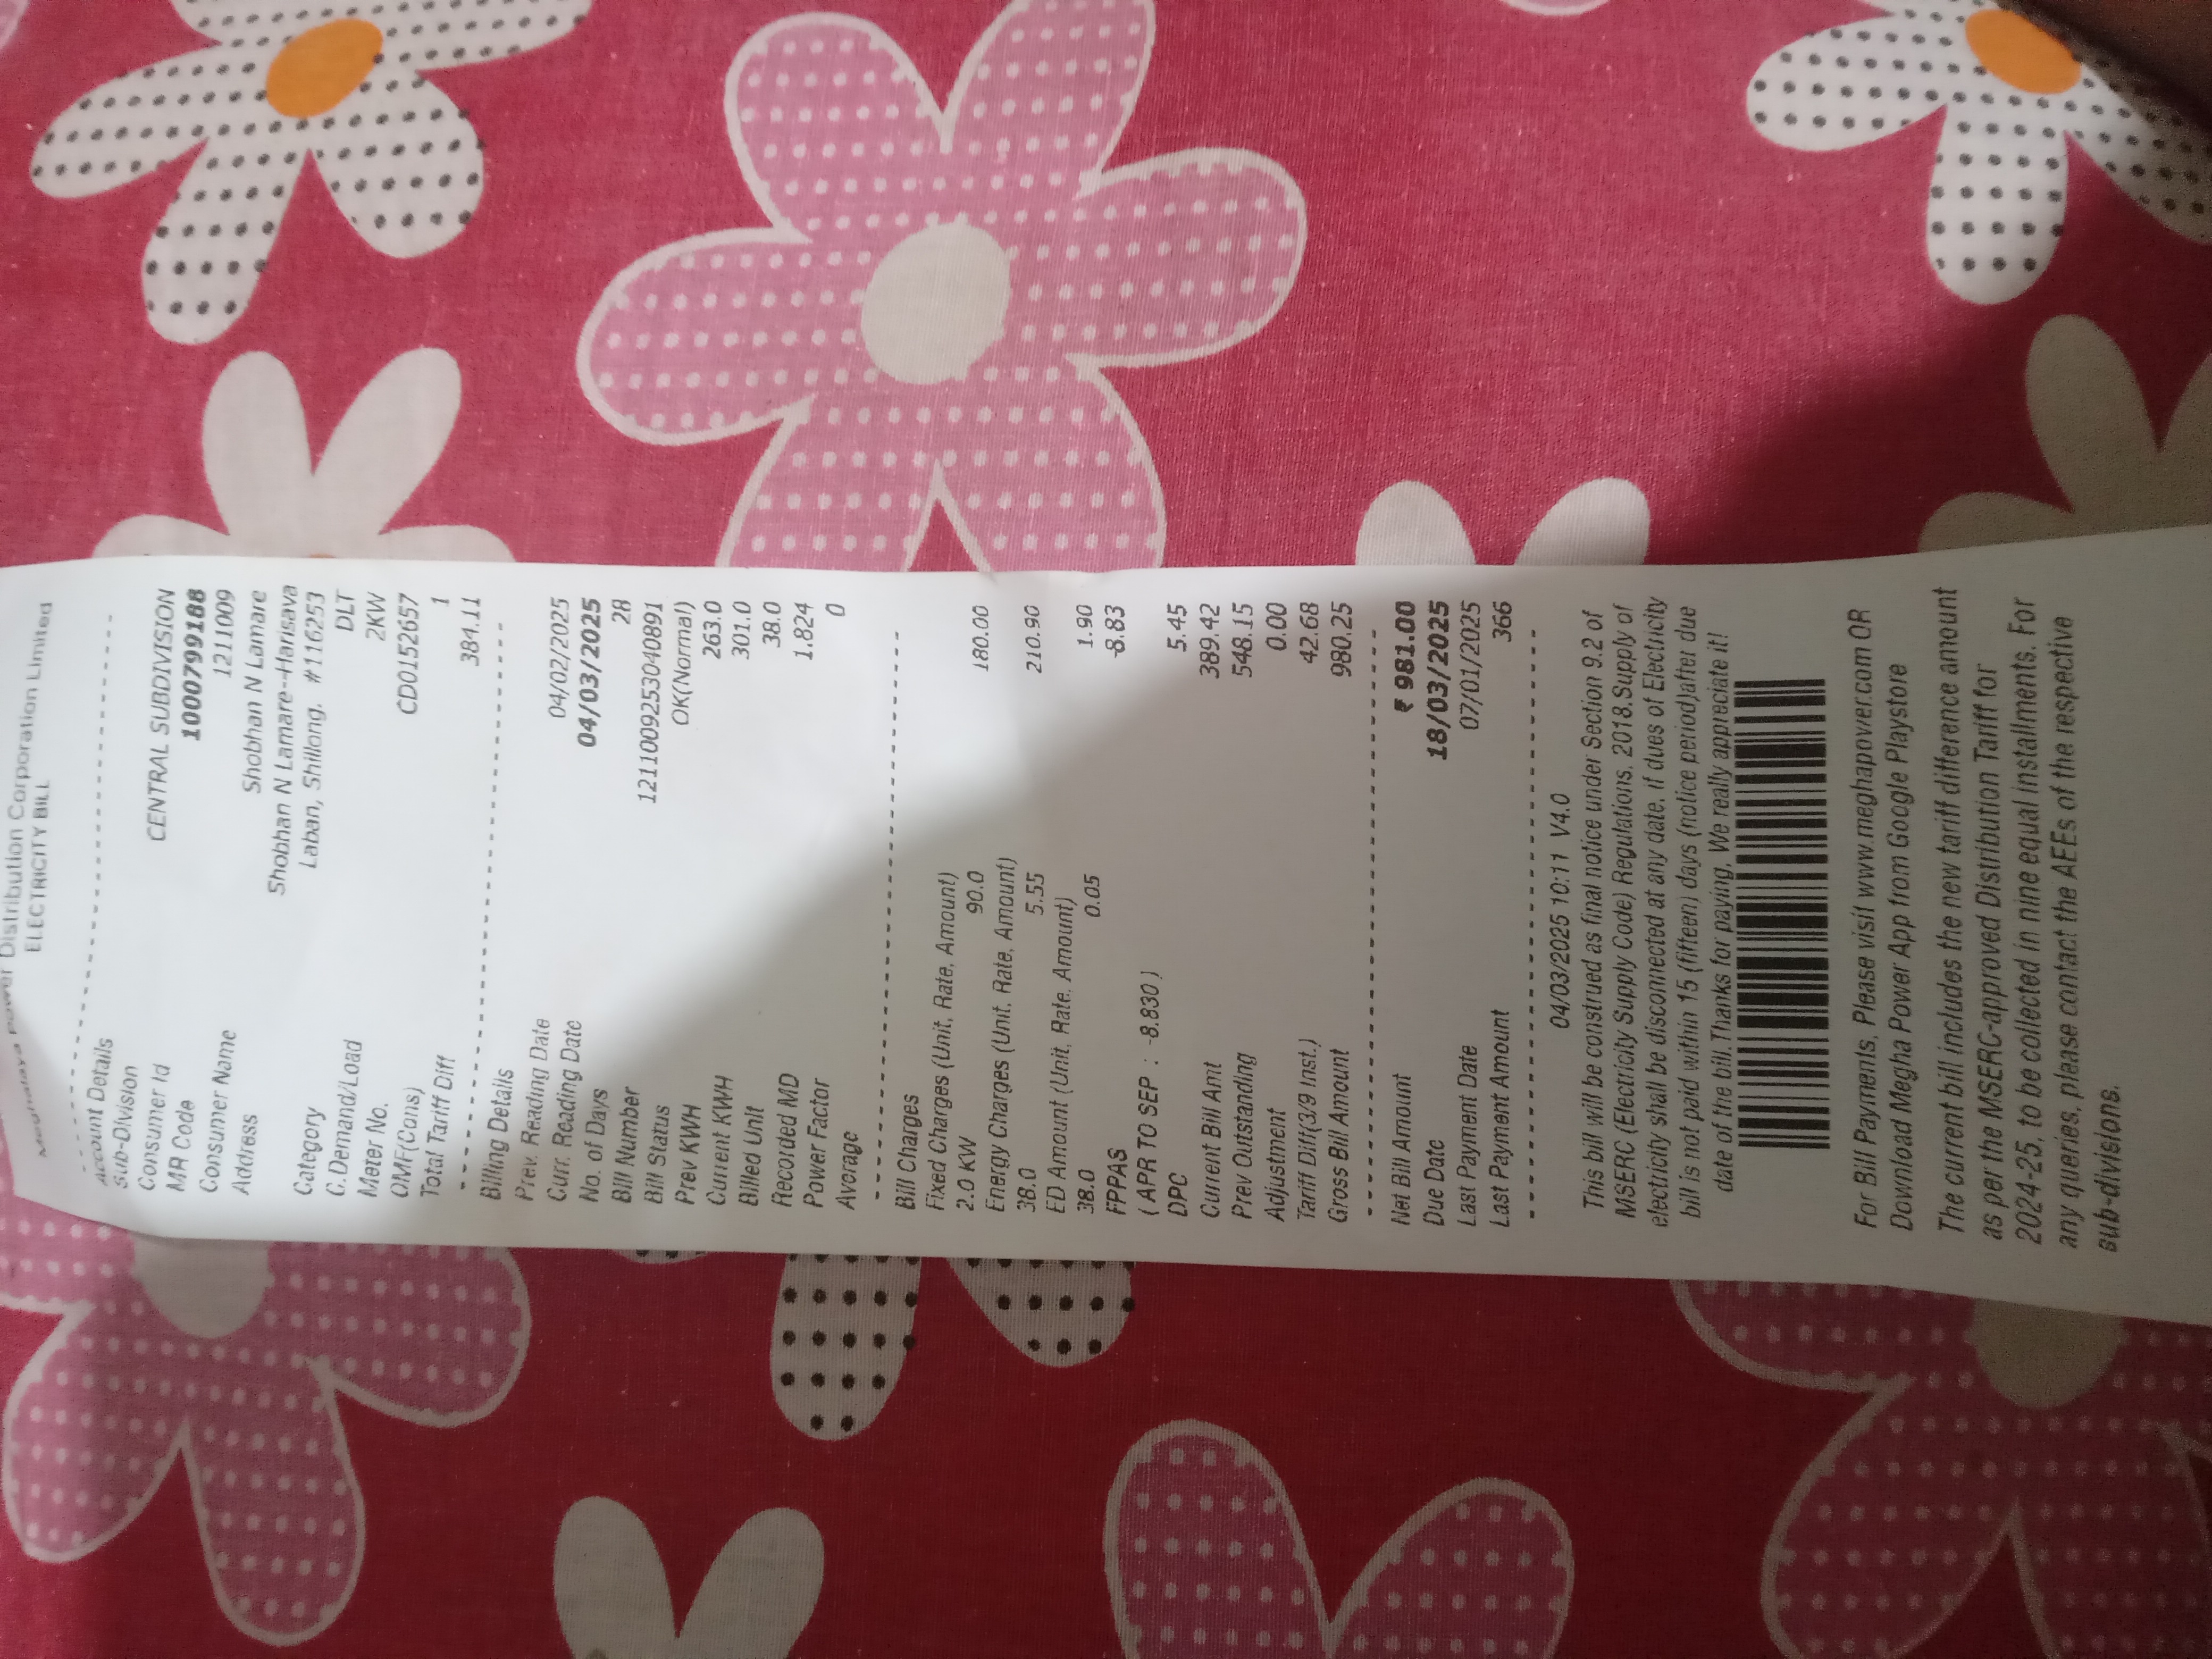 Meghalaya Power Distribution Corporation Limited
ELECTRICITY BILL
Account Details
Sub-Division CENTRAL SUBDIVISION
Consumer Id 1000799188
MR Code 1211009
Consumer Name Shobhan N Lamare
Address Shobhan N Lamare--Harisava
Laban, Shillong. #116253
Category DLT
C.Demand/Load 2KW
Meter No. CD0152657
OMF(Cons) 1
Total Tariff Diff 384.11
Billing Details
Prev. Reading Date 04/02/2025
Curr. Reading Date 04/03/2025
No. of Days 28
Bill Number 121100925304089​1
Bill Status OK(Normal)
Prev KWH 263.0
Current KWH 301.0
Billed Unit 38.0
Recorded MD 1.824
Power Factor 0
Average
Bill Charges
Fixed Charges (Unit, Rate, Amount)
2.0 KW 90.0 180.00
Energy Charges (Unit, Rate, Amount)
38.0 5.55 210.90
ED Amount (Unit, Rate, Amount)
38.0 0.05 1.90
FPPAS -8.83
( APR TO SEP : -8.830 )
DPC 5.45
Current Bill Amt 389.42
Prev Outstanding 548.15
Adjustment 0.00
Tariff Diff(3/9 Inst.) 42.68
Gross Bill Amount 980.25
Net Bill Amount ₹ 981.00
Due Date 18/03/2025
Last Payment Date 07/01/2025
Last Payment Amount 366
04/03/2025 10:11 V4.0
This bill will be construed as final notice under Section 9.2 of
MSERC (Electricity Supply Code) Regulations, 2018.Supply of
electricity shall be disconnected at any date, if dues of Electricity
bill is not paid within 15 (fifteen) days (notice period)after due
date of the bill.Thanks for paying, We really appreciate it!
For Bill Payments, Please visit www.meghapower.com OR
Download Megha Power App from Google Playstore
The current bill includes the new tariff difference amount
as per the MSERC-approved Distribution Tariff for
2024-25, to be collected in nine equal installments. For
any queries, please contact the AEEs of the respective
sub-divisions.